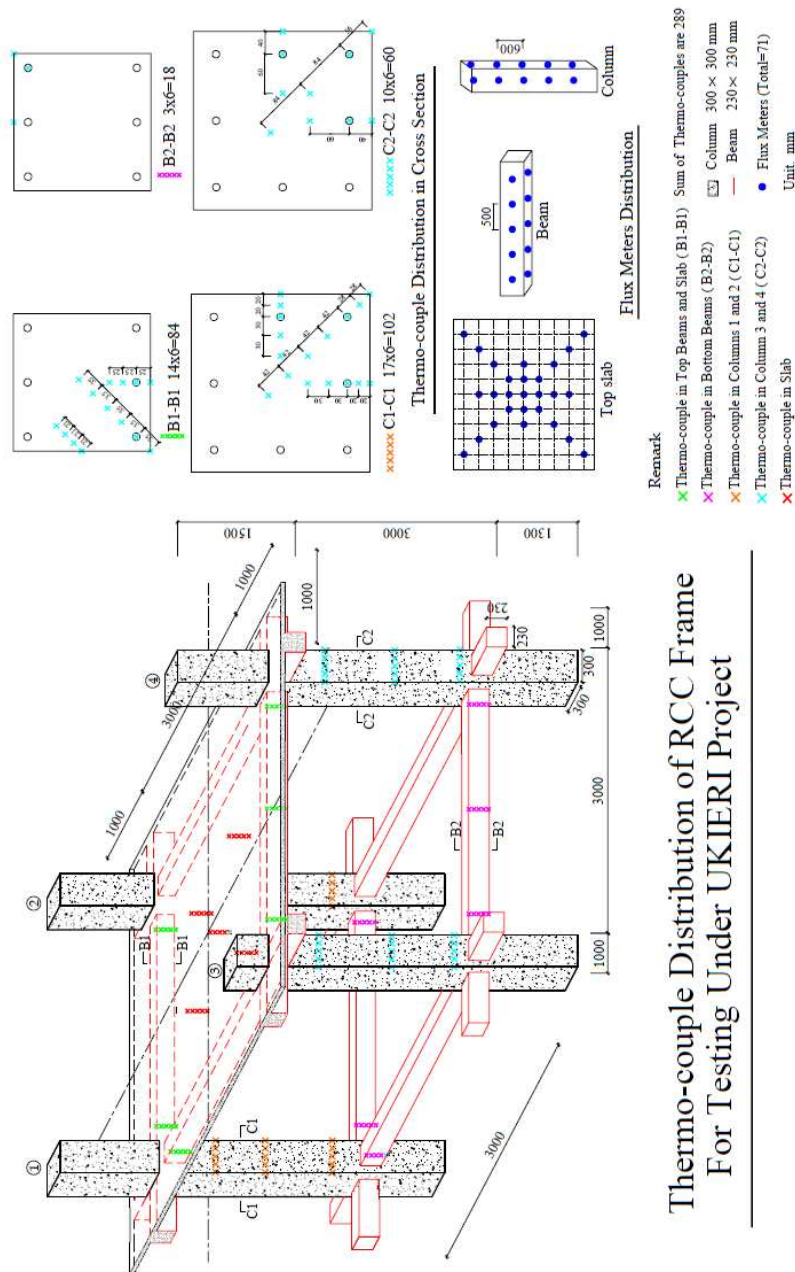 ①
②
③
④
1000
3000
1000
1500
3000
1300
1000
1000
230
230
300
300
3000
1000
3000
B1
B1
B2
B2
C1
C1
C2
C2
Thermo-couple Distribution of RCC Frame
For Testing Under UKIERI Project
B1-B1 14x6=84
B2-B2 3x6=18
C1-C1 17x6=102
C2-C2 10x6=60
Thermo-couple Distribution in Cross Section
500
600
Top slab
Beam
Column
Flux Meters Distribution
Remark
Thermo-couple in Top Beams and Slab ( B1-B1) Sum of Thermo-couples are 289
Thermo-couple in Bottom Beams ( B2-B2) Column 300 × 300 mm
Thermo-couple in Columns 1 and 2 ( C1-C1) Beam 230 × 230 mm
Thermo-couple in Column 3 and 4 ( C2-C2) Flux Meters (Total=71)
Thermo-couple in Slab Unit. mm